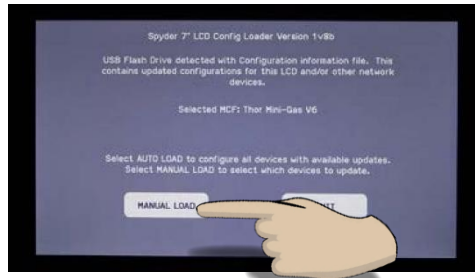 Spyder 7" LCD Config Loader Version 1v8b
USB Flash Drive detected with Configuration information file. This
contains updated configurations for this LCD and/or other network
devices.
Selected MCF: Thor Mini-Gas V6
Select AUTO LOAD to configure all devices with available updates.
Select MANUAL LOAD to select which devices to update.
MANUAL LOAD